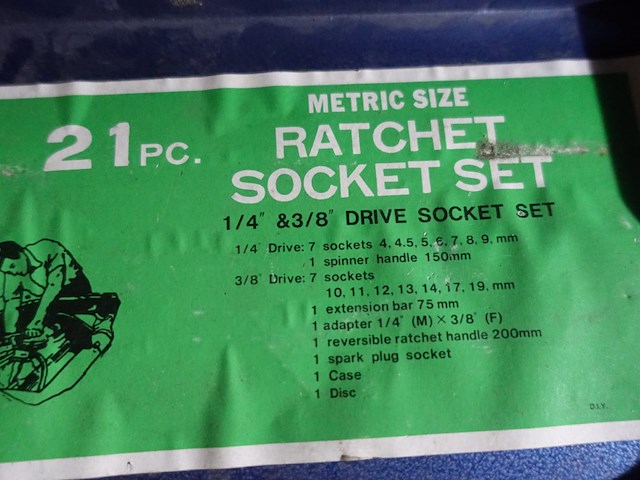 METRIC SIZE
21 PC.
RATCHET
SOCKET SET
1/4" &3/8" DRIVE SOCKET SET
1/4" Drive: 7 sockets 4, 4.5, 5, 6, 7, 8, 9, mm
1 spinner handle 150mm
3/8" Drive: 7 sockets
10, 11, 12, 13, 14, 17, 19, mm
1 extension bar 75 mm
1 adapter 1/4" (M) × 3/8" (F)
1 reversible ratchet handle 200mm
1 spark plug socket
1 Case
1 Disc
D.I.Y.